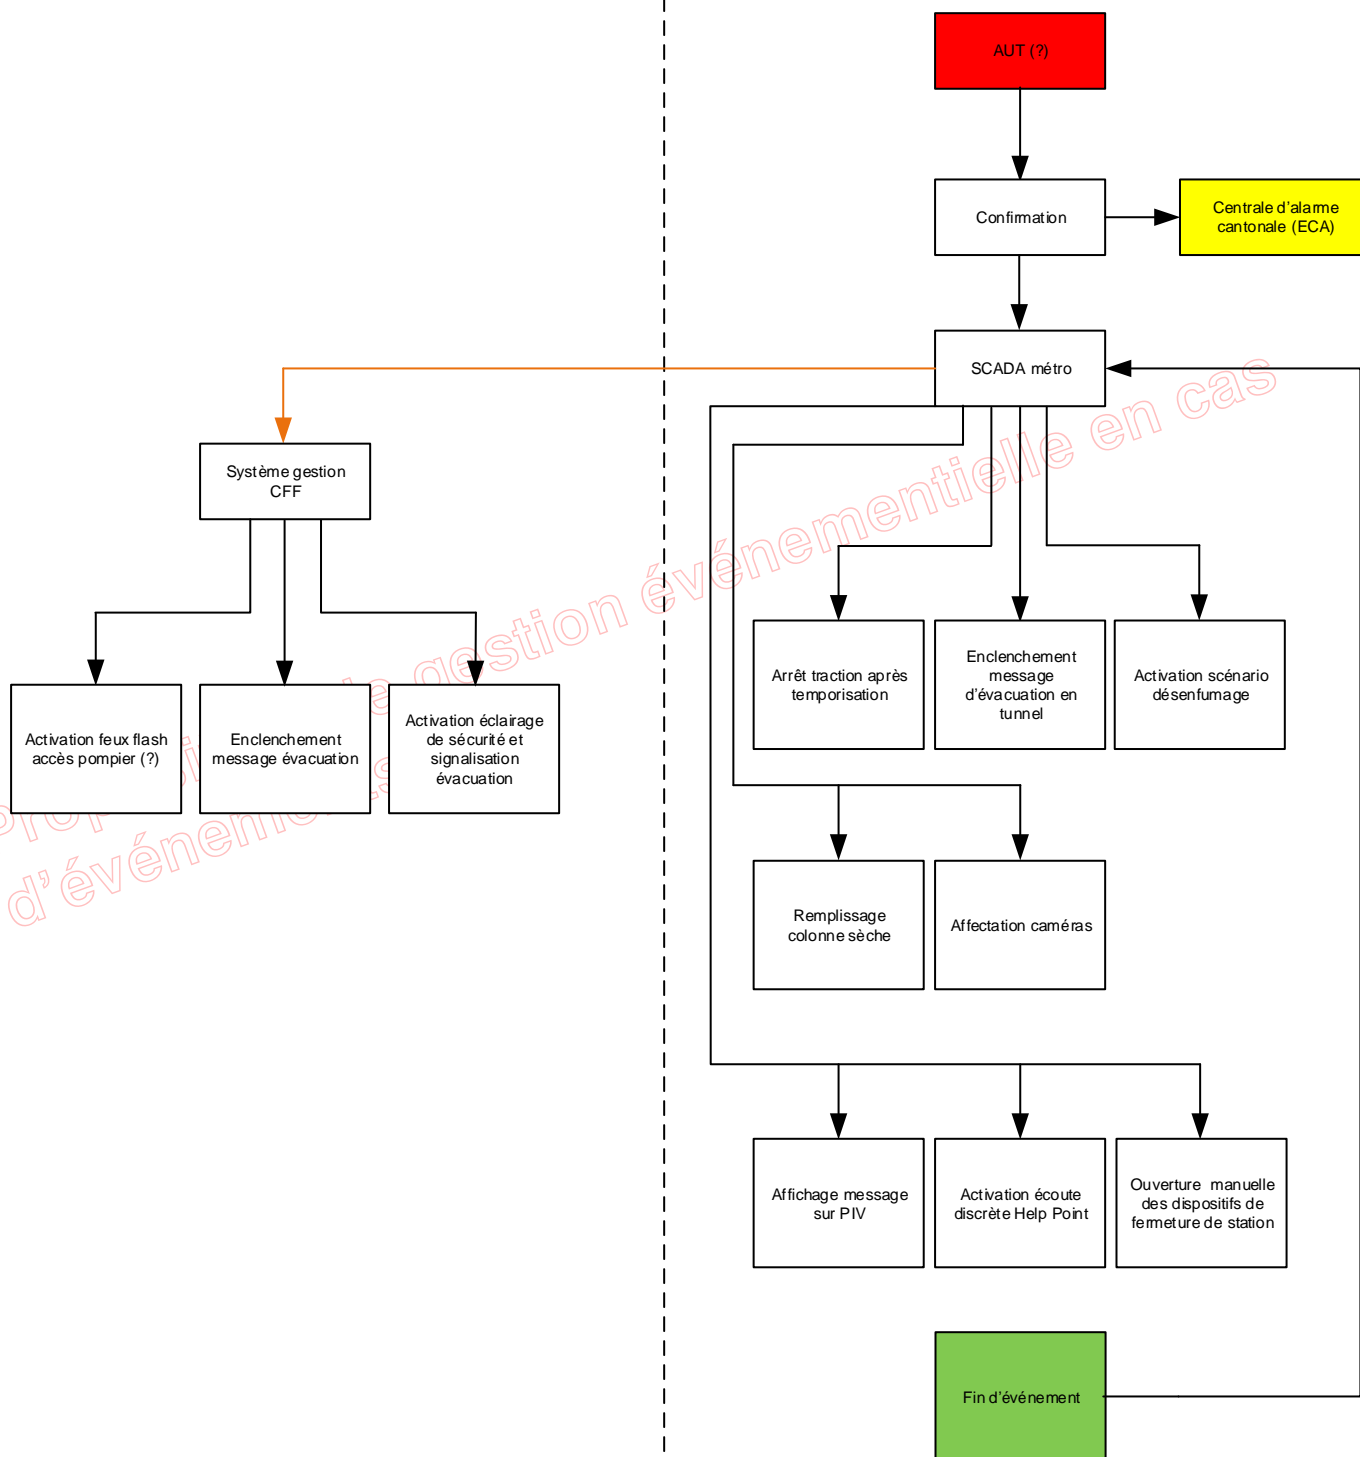 AUT (?)
Confirmation
Centrale d'alarme
cantonale (ECA)
SCADA métro
Système gestion
CFF
Activation feux flash
accès pompier (?)
Enclenchement
message évacuation
Activation éclairage
de sécurité et
signalisation
évacuation
Arrêt traction après
temporisation
Enclenchement
message
d'évacuation en
tunnel
Activation scénario
désenfumage
Remplissage
colonne sèche
Affectation caméras
Affichage message
sur PIV
Activation écoute
discrète Help Point
Ouverture manuelle
des dispositifs de
fermeture de station
Fin d'événement
gestion événementielle en cas
d'événements